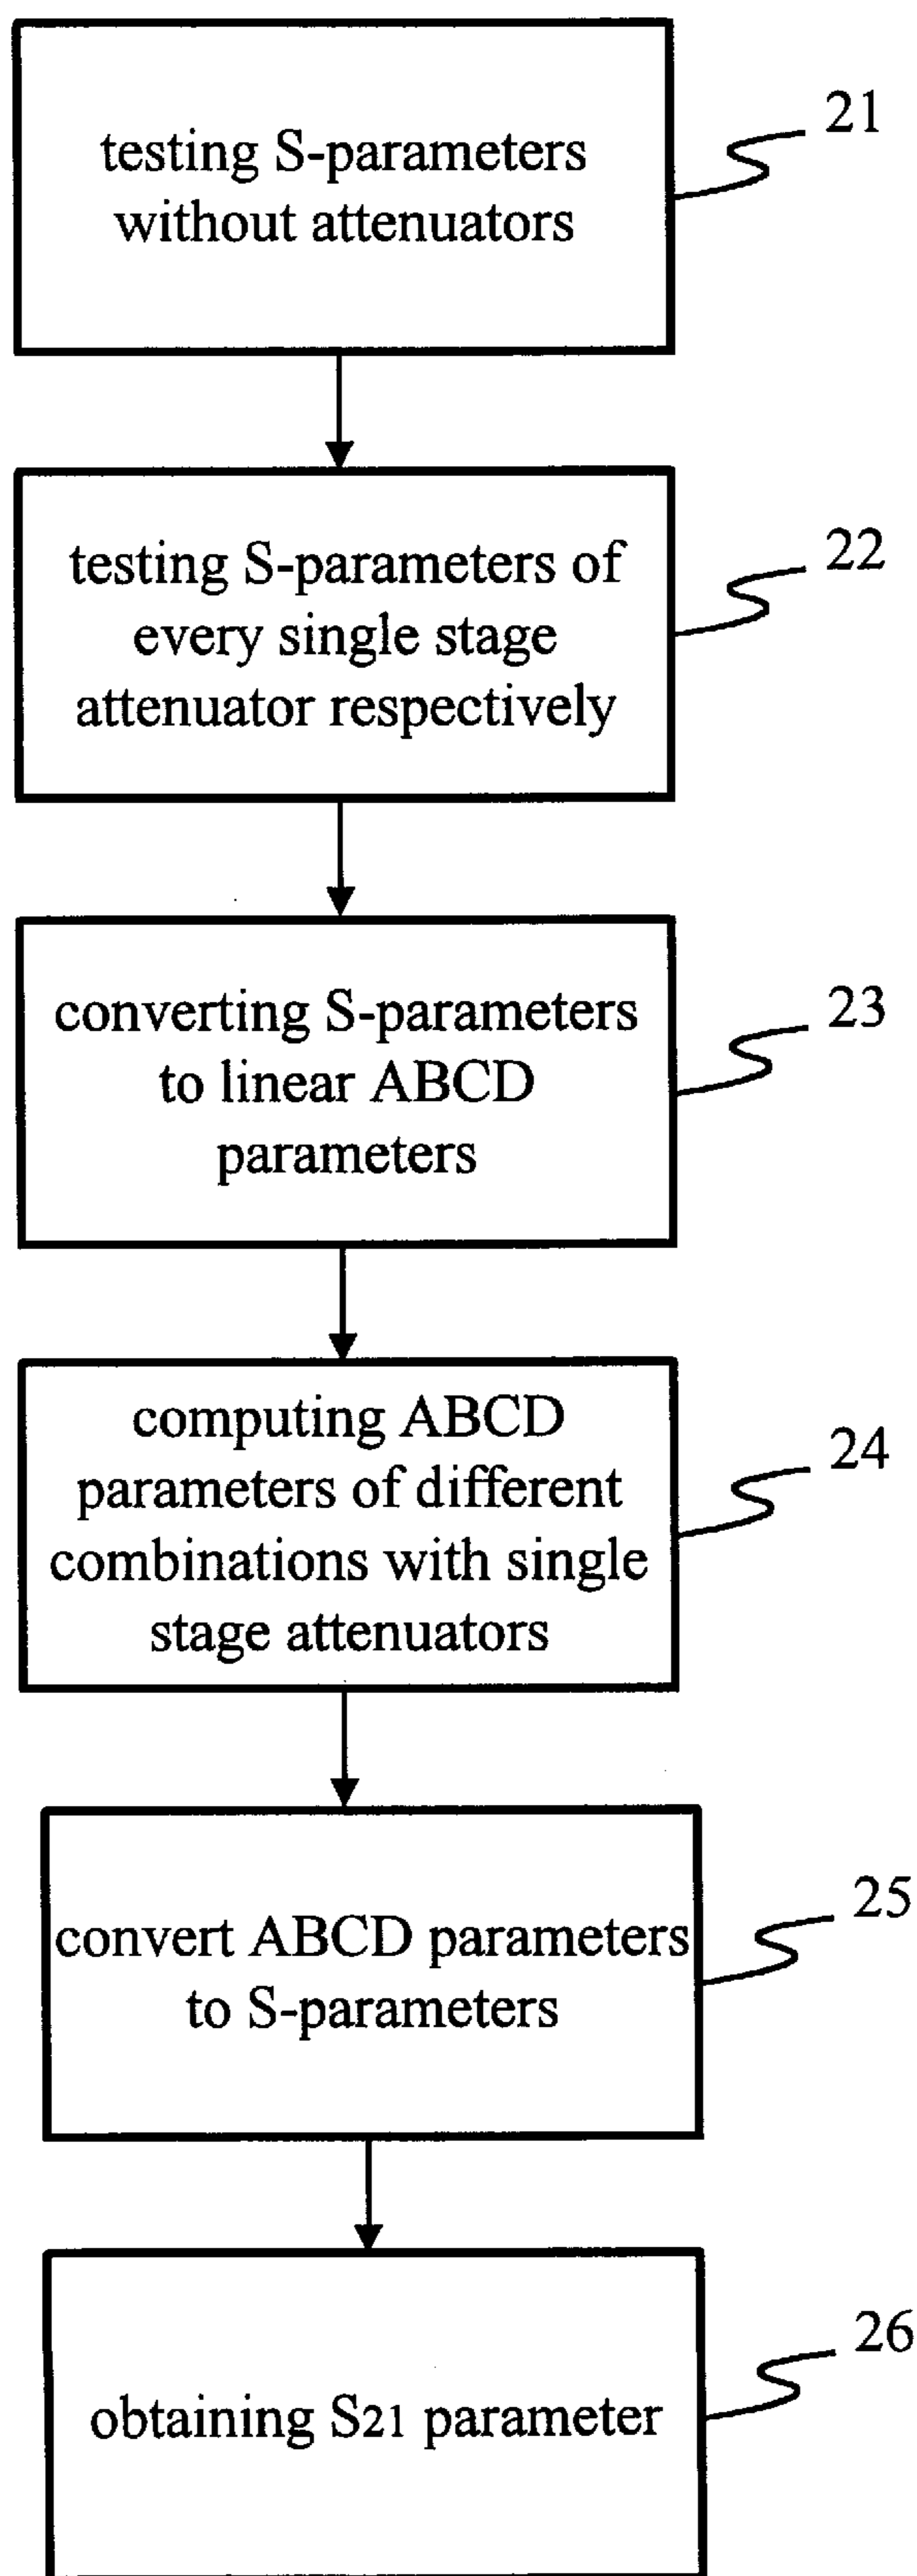 testing S-parameters
without attenuators
21
testing S-parameters of
every single stage
attenuator respectively
22
converting S-parameters
to linear ABCD
parameters
23
computing ABCD
parameters of different
combinations with single
stage attenuators
24
convert ABCD parameters
to S-parameters
25
obtaining S21 parameter
26